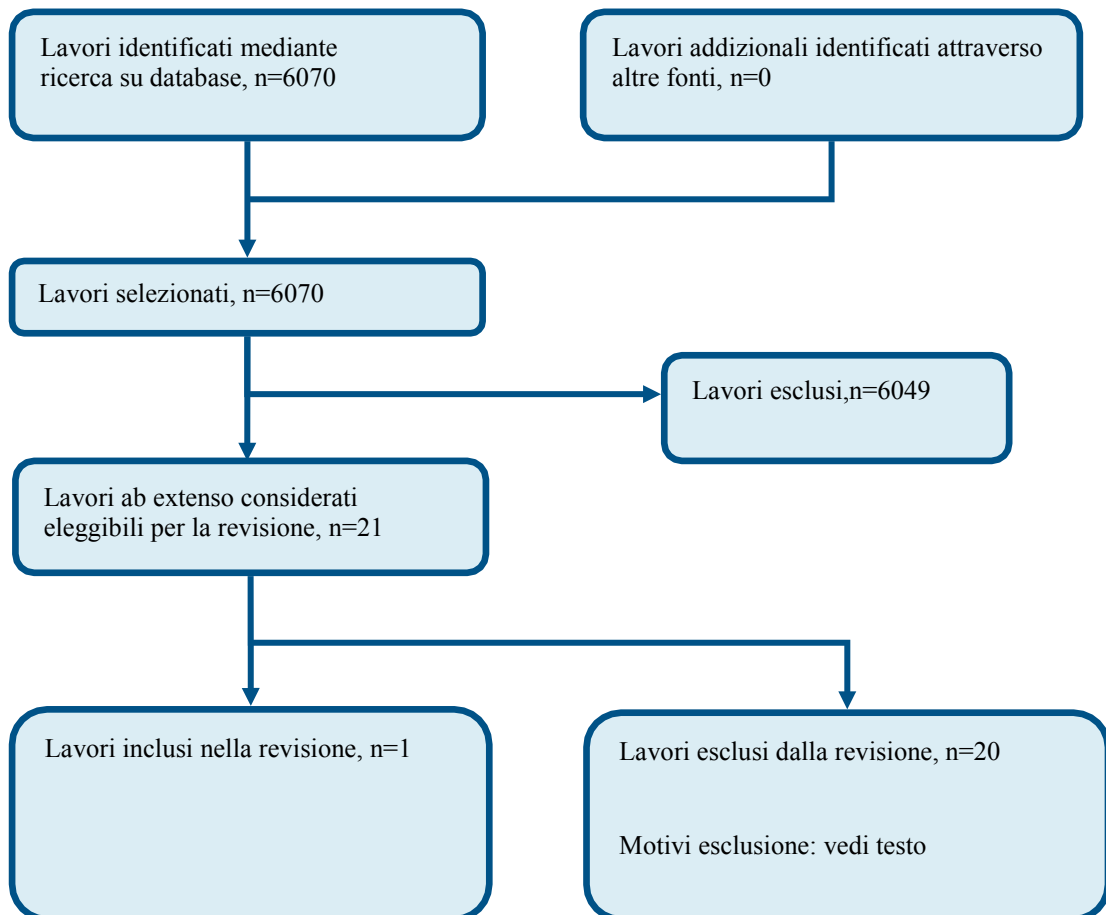 Lavori identificati mediante
ricerca su database, n=6070
Lavori addizionali identificati attraverso
altre fonti, n=0
Lavori selezionati, n=6070
Lavori esclusi,n=6049
Lavori ab extenso considerati
eleggibili per la revisione, n=21
Lavori inclusi nella revisione, n=1
Lavori esclusi dalla revisione, n=20
Motivi esclusione: vedi testo